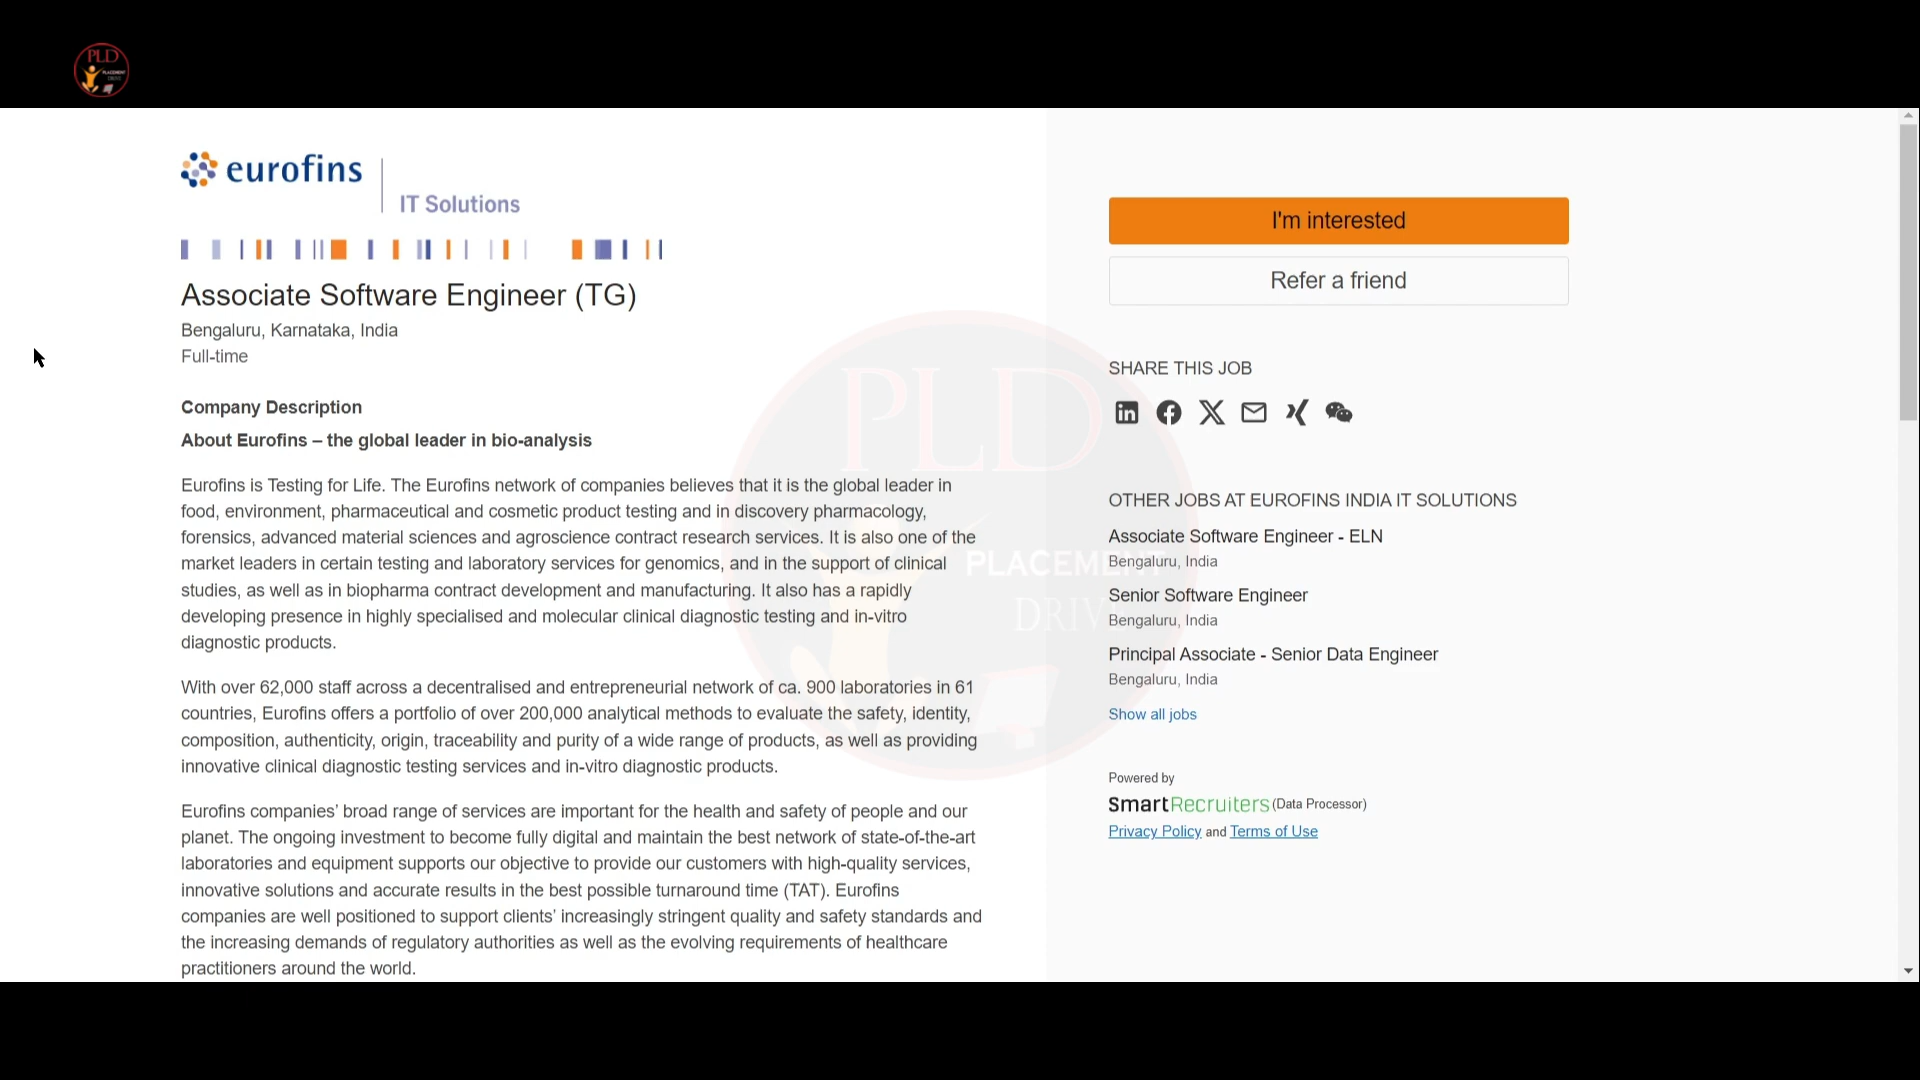 PLD
PLACEMENT
DRIVE
eurofins
IT Solutions
Associate Software Engineer (TG)
Bengaluru, Karnataka, India
Full-time
Company Description
About Eurofins – the global leader in bio-analysis
Eurofins is Testing for Life. The Eurofins network of companies believes that it is the global leader in
food, environment, pharmaceutical and cosmetic product testing and in discovery pharmacology,
forensics, advanced material sciences and agroscience contract research services. It is also one of the
market leaders in certain testing and laboratory services for genomics, and in the support of clinical
studies, as well as in biopharma contract development and manufacturing. It also has a rapidly
developing presence in highly specialised and molecular clinical diagnostic testing and in-vitro
diagnostic products.
With over 62,000 staff across a decentralised and entrepreneurial network of ca. 900 laboratories in 61
countries, Eurofins offers a portfolio of over 200,000 analytical methods to evaluate the safety, identity,
composition, authenticity, origin, traceability and purity of a wide range of products, as well as providing
innovative clinical diagnostic testing services and in-vitro diagnostic products.
Eurofins companies’ broad range of services are important for the health and safety of people and our
planet. The ongoing investment to become fully digital and maintain the best network of state-of-the-art
laboratories and equipment supports our objective to provide our customers with high-quality services,
innovative solutions and accurate results in the best possible turnaround time (TAT). Eurofins
companies are well positioned to support clients’ increasingly stringent quality and safety standards and
the increasing demands of regulatory authorities as well as the evolving requirements of healthcare
practitioners around the world.
PLD
PLACEMENT
DRIVE
I'm interested
Refer a friend
SHARE THIS JOB
OTHER JOBS AT EUROFINS INDIA IT SOLUTIONS
Associate Software Engineer - ELN
Bengaluru, India
Senior Software Engineer
Bengaluru, India
Principal Associate - Senior Data Engineer
Bengaluru, India
Show all jobs
Powered by
SmartRecruiters (Data Processor)
Privacy Policy and Terms of Use